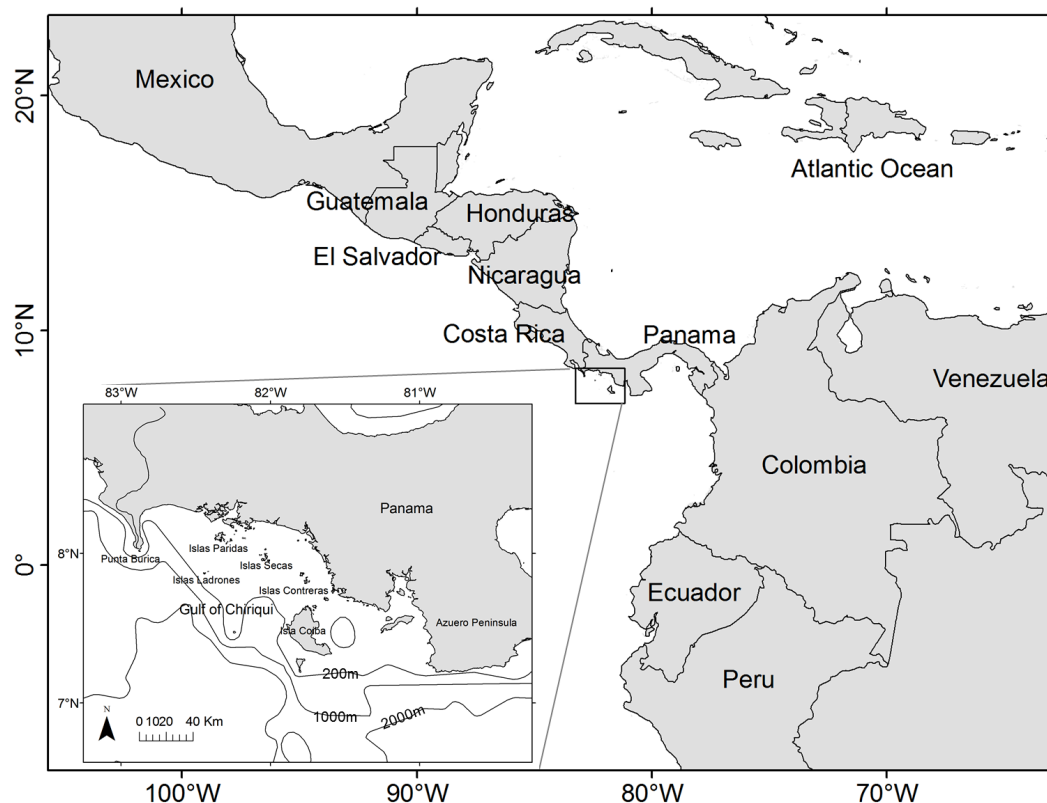 20°N
10°N
0°
Mexico
Guatemala
El Salvador
Honduras
Nicaragua
Costa Rica
Panama
Atlantic Ocean
Venezuela
Colombia
Ecuador
Peru
83°W 82°W 81°W
8°N
7°N
Panama
Punta Burica
Islas Paridas
Islas Secas
Islas Ladrones
Islas Contreras
Gulf of Chiriqui
Isla Coiba
Azuero Peninsula
200m
1000m
2000m
N
0 1020 40 Km
100°W 90°W 80°W 70°W